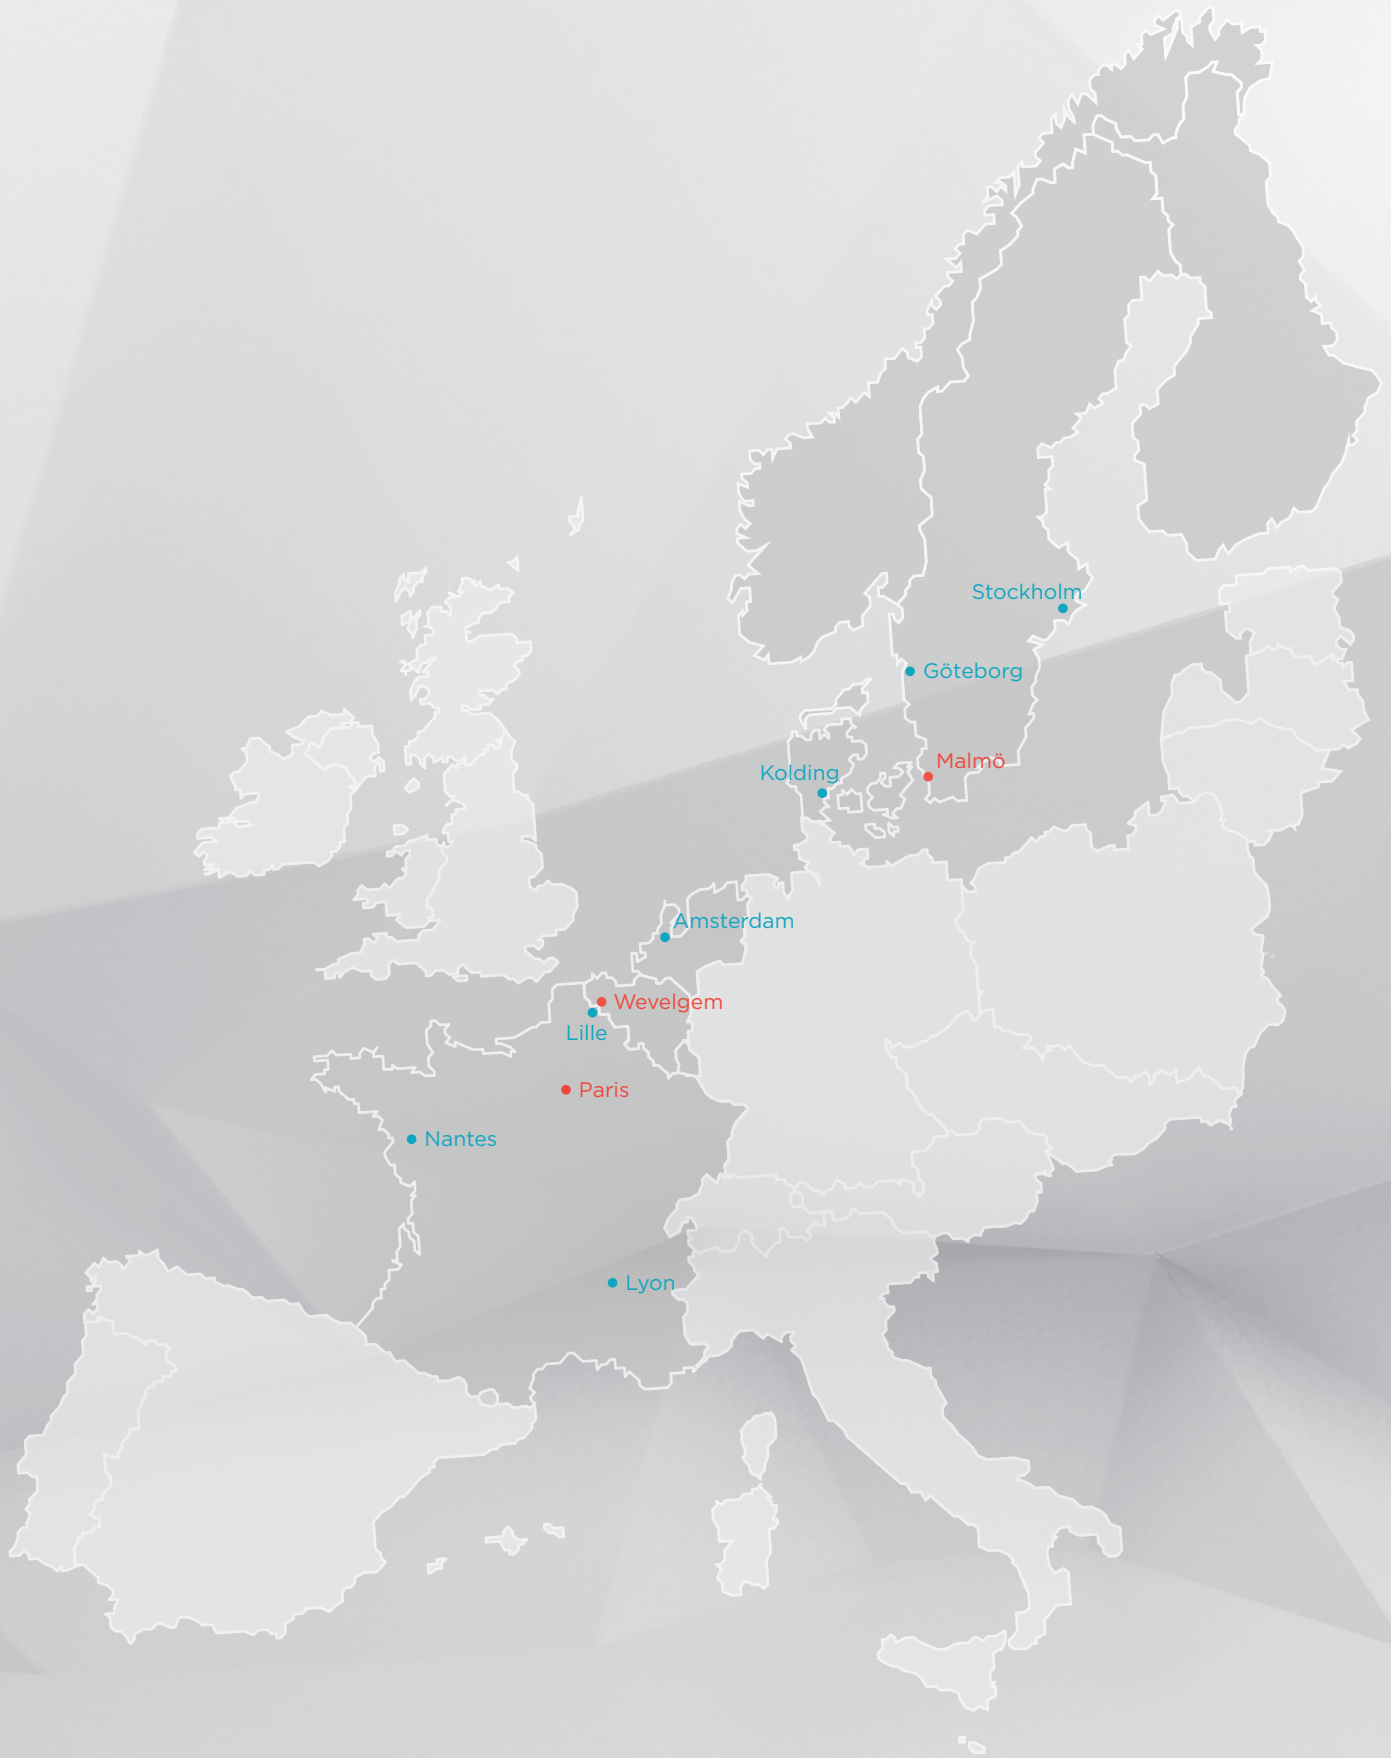 Stockholm
Göteborg
Malmö
Kolding
Amsterdam
Wevelgem
Lille
Paris
Nantes
Lyon